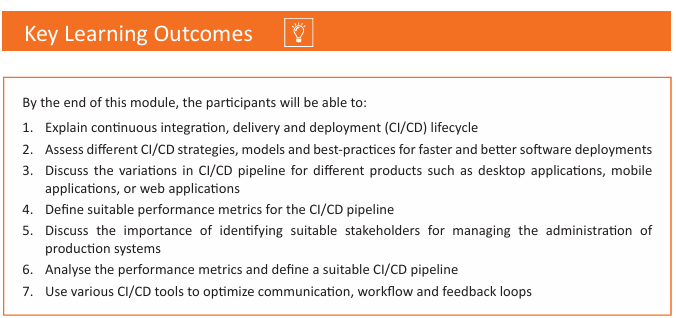 Key Learning Outcomes
By the end of this module, the participants will be able to:
1. Explain continuous integration, delivery and deployment (CI/CD) lifecycle
2. Assess different CI/CD strategies, models and best-practices for faster and better software deployments
3. Discuss the variations in CI/CD pipeline for different products such as desktop applications, mobile
applications, or web applications
4. Define suitable performance metrics for the CI/CD pipeline
5. Discuss the importance of identifying suitable stakeholders for managing the administration of
production systems
6. Analyse the performance metrics and define a suitable CI/CD pipeline
7. Use various CI/CD tools to optimize communication, workflow and feedback loops